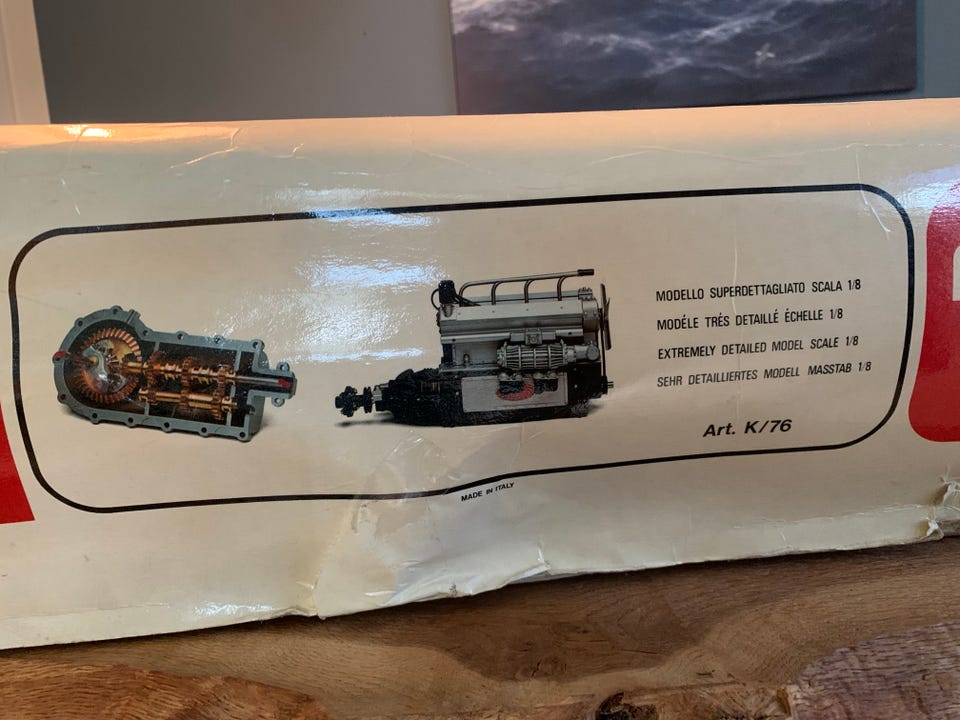 MODELLO SUPERDETTAGLIATO SCALA 1/8
MODÉLE TRÉS DETAILLÉ ÉCHELLE 1/8
EXTREMELY DETAILED MODEL SCALE 1/8
SEHR DETAILLIERTES MODELL MASSTAB 1/8
Art. K/76
MADE IN ITALY